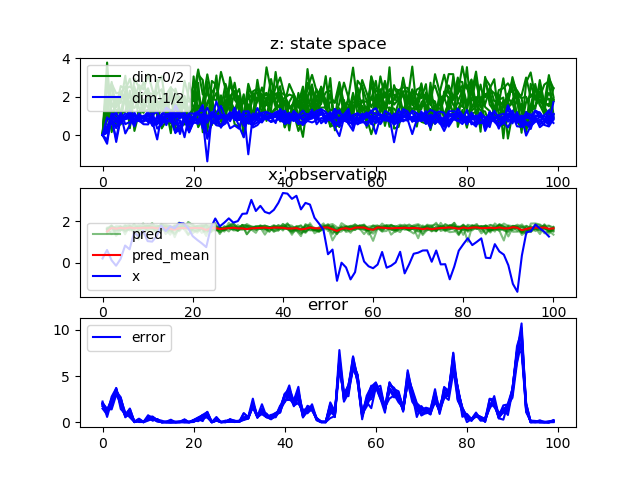 z: state space
4
2
0
dim-0/2
dim-1/2
0 20 40 60 80 100
x: observation
2
0
pred
pred_mean
x
0 20 40 60 80 100
error
10
5
0
error
0 20 40 60 80 100